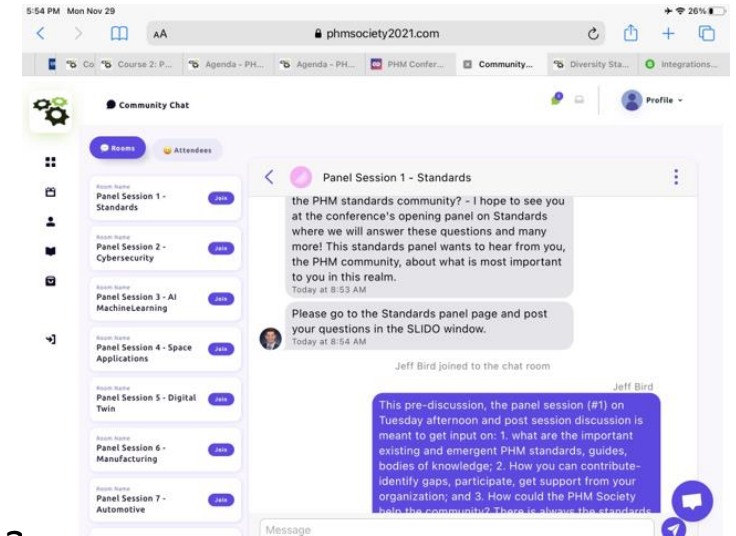 5:54 PM Mon Nov 29
26%
AA
phmsociety2021.com
Co
Course 2: P...
Agenda - PH...
Agenda - PH...
PHM Confer...
Community...
Diversity Sta...
Integrations...
Community Chat
Profile
Rooms
Attendees
Room Name
Panel Session 1 -
Standards
Join
Room Name
Panel Session 2 -
Cybersecurity
Join
Room Name
Panel Session 3 - AI
MachineLearning
Join
Room Name
Panel Session 4 - Space
Applications
Join
Room Name
Panel Session 5 - Digital
Twin
Join
Room Name
Panel Session 6 -
Manufacturing
Join
Room Name
Panel Session 7 -
Automotive
Join
Panel Session 1 - Standards
the PHM standards community? - I hope to see you
at the conference's opening panel on Standards
where we will answer these questions and many
more! This standards panel wants to hear from you,
the PHM community, about what is most important
to you in this realm.
Today at 8:53 AM
Please go to the Standards panel page and post
your questions in the SLIDO window.
Today at 8:54 AM
Jeff Bird joined to the chat room
Jeff Bird
This pre-discussion, the panel session (#1) on
Tuesday afternoon and post session discussion is
meant to get input on: 1. what are the important
existing and emergent PHM standards, guides,
bodies of knowledge; 2. How you can contribute-
identify gaps, participate, get support from your
organization; and 3. How could the PHM Society
help the community? There is always the standards
Message